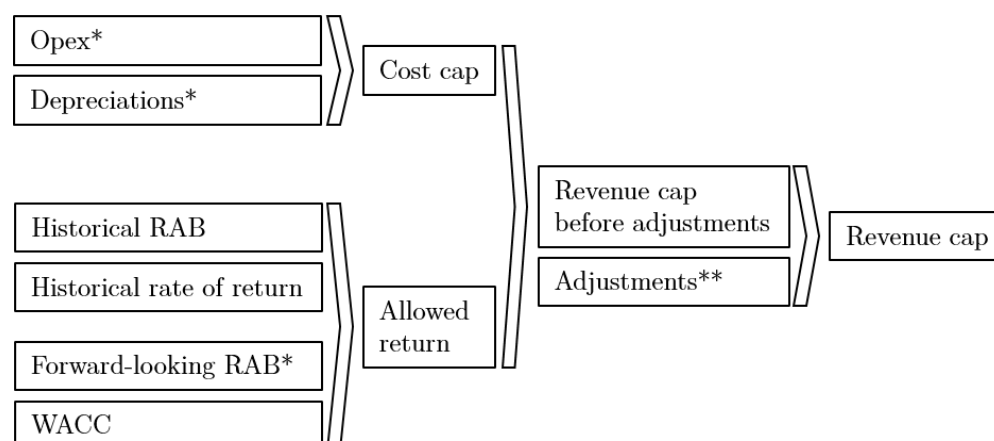 Opex*
Depreciations*
Cost cap
Historical RAB
Historical rate of return
Forward-looking RAB*
WACC
Allowed
return
Revenue cap
before adjustments
Adjustments**
Revenue cap